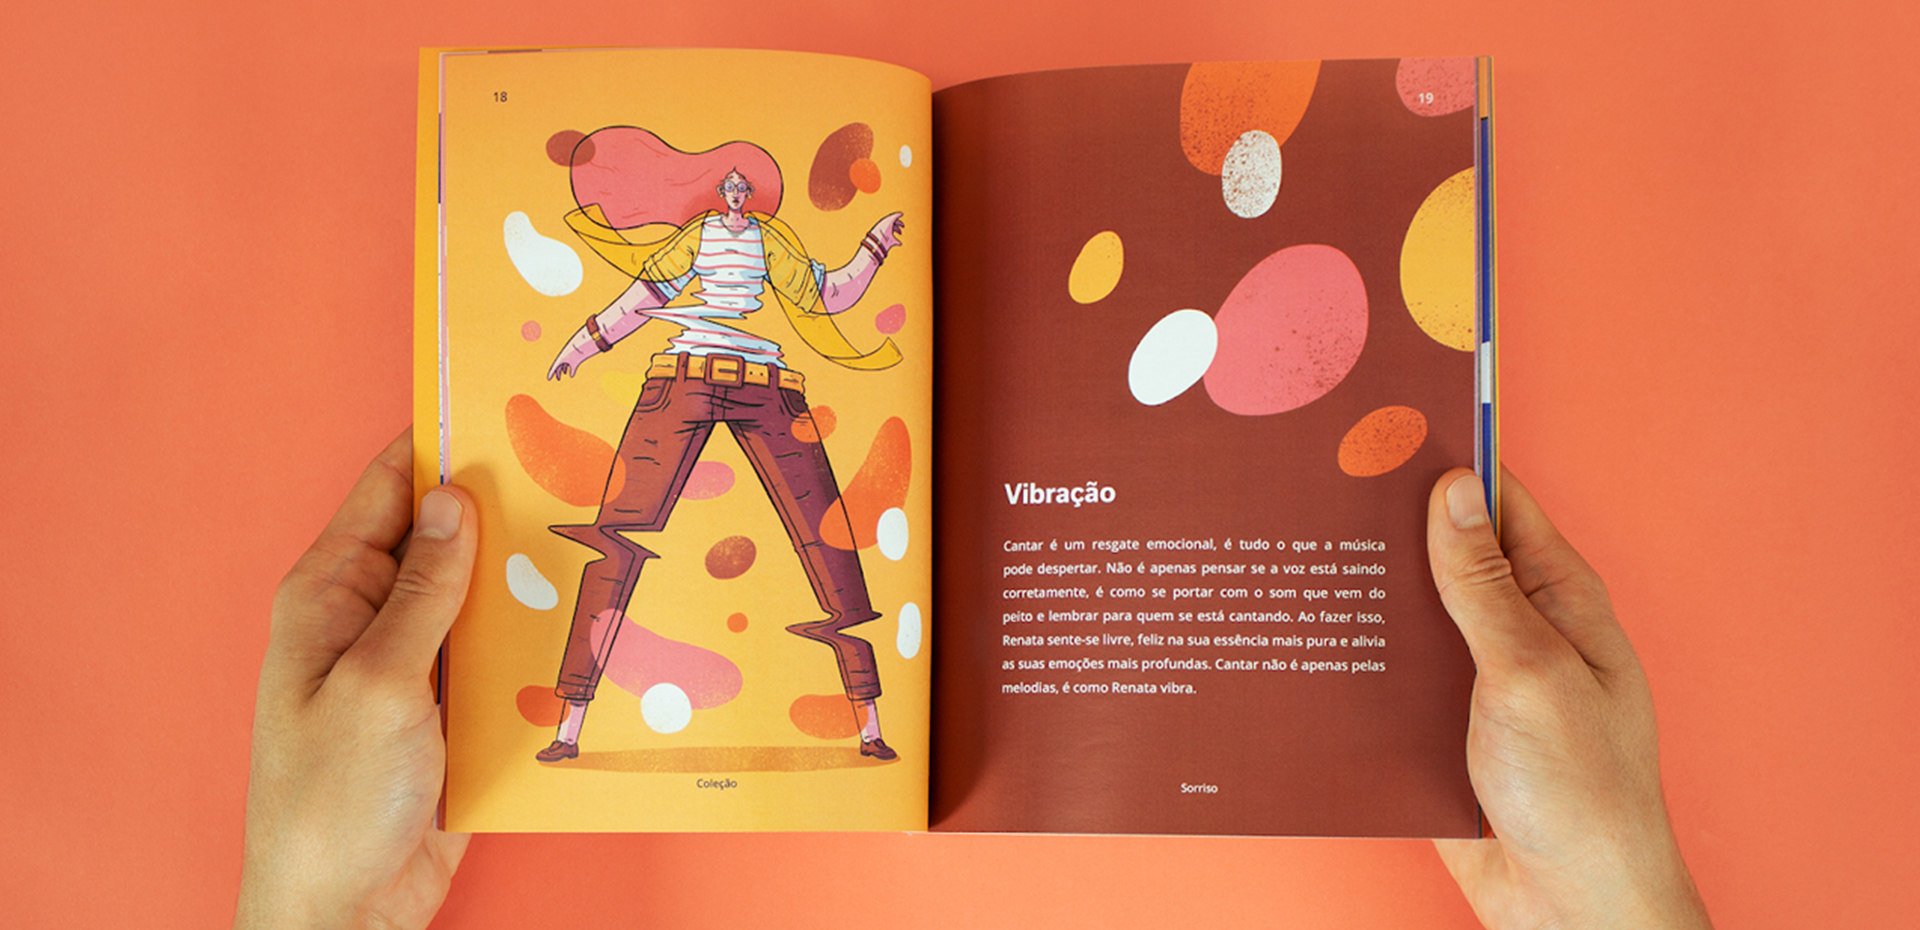 18
Coleção
19
Vibração
Cantar é um resgate emocional, é tudo o que a música
pode despertar. Não é apenas pensar se a voz está saindo
corretamente, é como se portar com o som que vem do
peito e lembrar para quem se está cantando. Ao fazer isso,
Renata sente-se livre, feliz na sua essência mais pura e alivia
as suas emoções mais profundas. Cantar não é apenas pelas
melodias, é como Renata vibra.
Sorriso